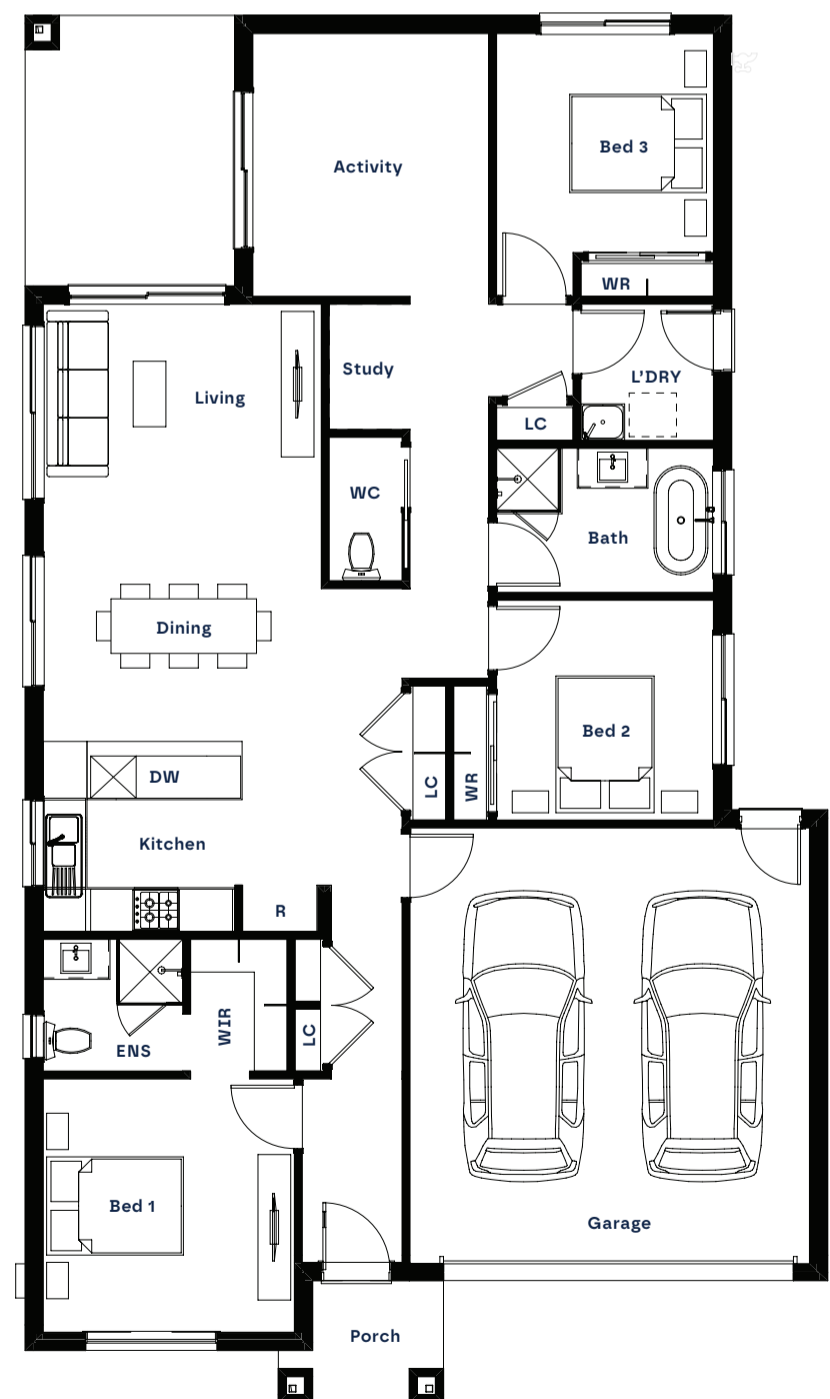 Activity
Bed 3
WR
Living
Study
L'DRY
LC
WC
Bath
Dining
Bed 2
DW
LC
WR
Kitchen
R
WIR
LC
ENS
Bed 1
Garage
Porch